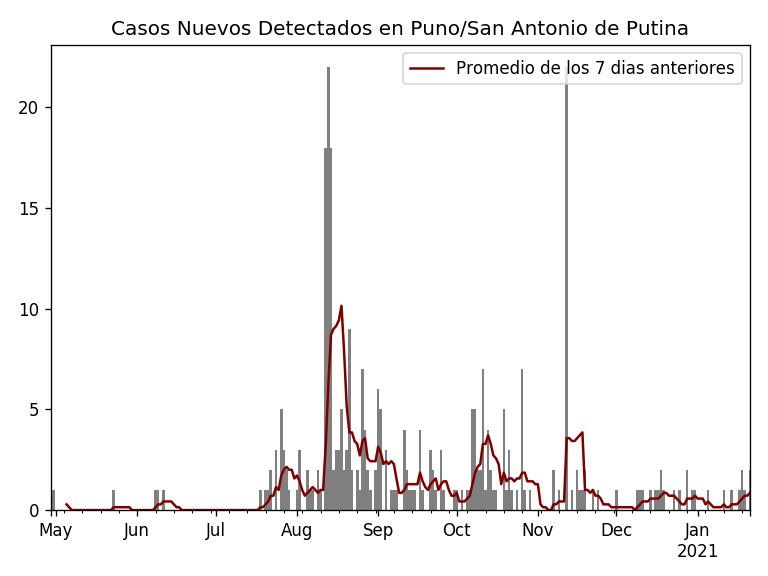 Casos Nuevos Detectados en Puno/San Antonio de Putina
Promedio de los 7 dias anteriores
20
15
10
5
0
May Jun Jul Aug Sep Oct Nov Dec Jan
2021